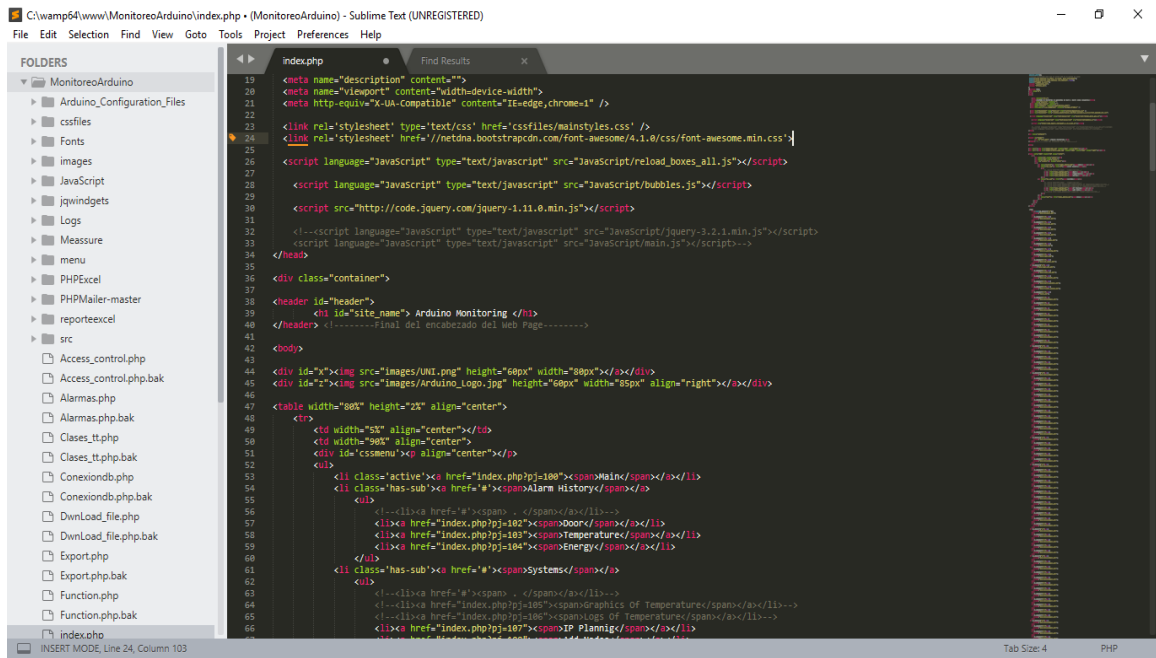 C:\wamp64\www\MonitoreoArduino\index.php • (MonitoreoArduino) - Sublime Text (UNREGISTERED)
File Edit Selection Find View Goto Tools Project Preferences Help
FOLDERS
MonitoreoArduino
Arduino_Configuration_Files
cssfiles
Fonts
images
JavaScript
jqwindgets
Logs
Meassure
menu
PHPExcel
PHPMailer-master
reporteexcel
src
Access_control.php
Access_control.php.bak
Alarmas.php
Alarmas.php.bak
Clases_tt.php
Clases_tt.php.bak
Conexiondb.php
Conexiondb.php.bak
DwnLoad_file.php
DwnLoad_file.php.bak
Export.php
Export.php.bak
Function.php
Function.php.bak
index.php
index.php
Find Results
19 <meta name="description" content="">
20 <meta name="viewport" content="width=device-width">
21 <meta http-equiv="X-UA-Compatible" content="IE=edge,chrome=1" />
22
23 <link rel='stylesheet' type='text/css' href='cssfiles/mainstyles.css' />
24 <link rel='stylesheet' href='//netdna.bootstrapcdn.com/font-awesome/4.1.0/css/font-awesome.min.css'>
25
26 <script language="JavaScript" type="text/javascript" src="JavaScript/reload_boxes_all.js"></script>
27
28 <script language="JavaScript" type="text/javascript" src="JavaScript/bubbles.js"></script>
29
30 <script src="http://code.jquery.com/jquery-1.11.0.min.js"></script>
31
32 <!--<script language="JavaScript" type="text/javascript" src="JavaScript/jquery-3.2.1.min.js"></script>
33 <script language="JavaScript" type="text/javascript" src="JavaScript/main.js"></script>-->
34 </head>
35
36 <div class="container">
37
38 <header id="header">
39 <h1 id="site_name"> Arduino Monitoring </h1>
40 </header> <!--------Final del encabezado del Web Page-------->
41
42 <body>
43
44 <div id="x"><img src="images/UNI.png" height="60px" width="80px"></a></div>
45 <div id="z"><img src="images/Arduino_Logo.jpg" height="60px" width="85px" align="right"></a></div>
46
47 <table width="80%" height="2%" align="center">
48 <tr>
49 <td width="5%" align="center"></td>
50 <td width="90%" align="center">
51 <div id='cssmenu'><p align="center"></p>
52 <ul>
53 <li class='active'><a href="index.php?pj=100"><span>Main</span></a></li>
54 <li class='has-sub'><a href='#'><span>Alarm History</span></a>
55 <ul>
56 <!--<li><a href='#'><span> . </span></a></li>-->
57 <li><a href="index.php?pj=102"><span>Door</span></a></li>
58 <li><a href="index.php?pj=103"><span>Temperature</span></a></li>
59 <li><a href="index.php?pj=104"><span>Energy</span></a></li>
60 </ul>
61 <li class='has-sub'><a href='#'><span>Systems</span></a>
62 <ul>
63 <!--<li><a href='#'><span> . </span></a></li>-->
64 <!--<li><a href="index.php?pj=105"><span>Graphics Of Temperature</span></a></li>-->
65 <!--<li><a href="index.php?pj=106"><span>Logs Of Temperature</span></a></li>-->
66 <li><a href="index.php?pj=107"><span>IP Plannig</span></a></li>
INSERT MODE, Line 24, Column 103
Tab Size: 4
PHP